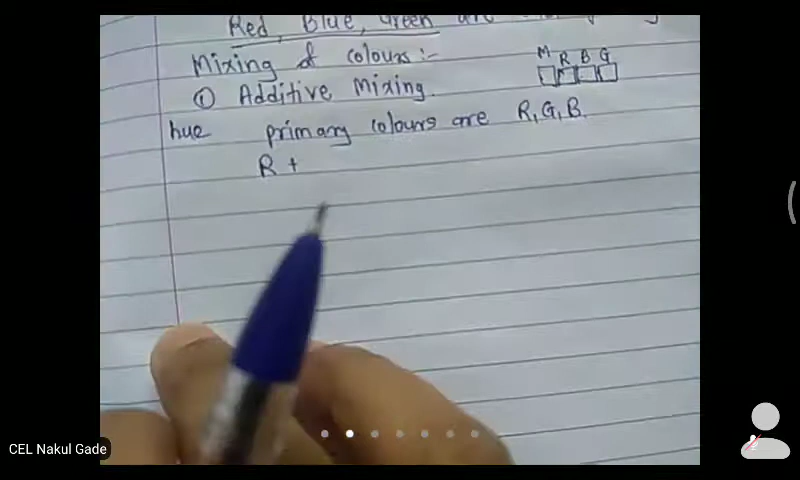 Red, Blue, Green are
Mixing of colours :-
M R B G
① Additive Mixing.
hue primary colours are R, G, B
R +
CEL Nakul Gade